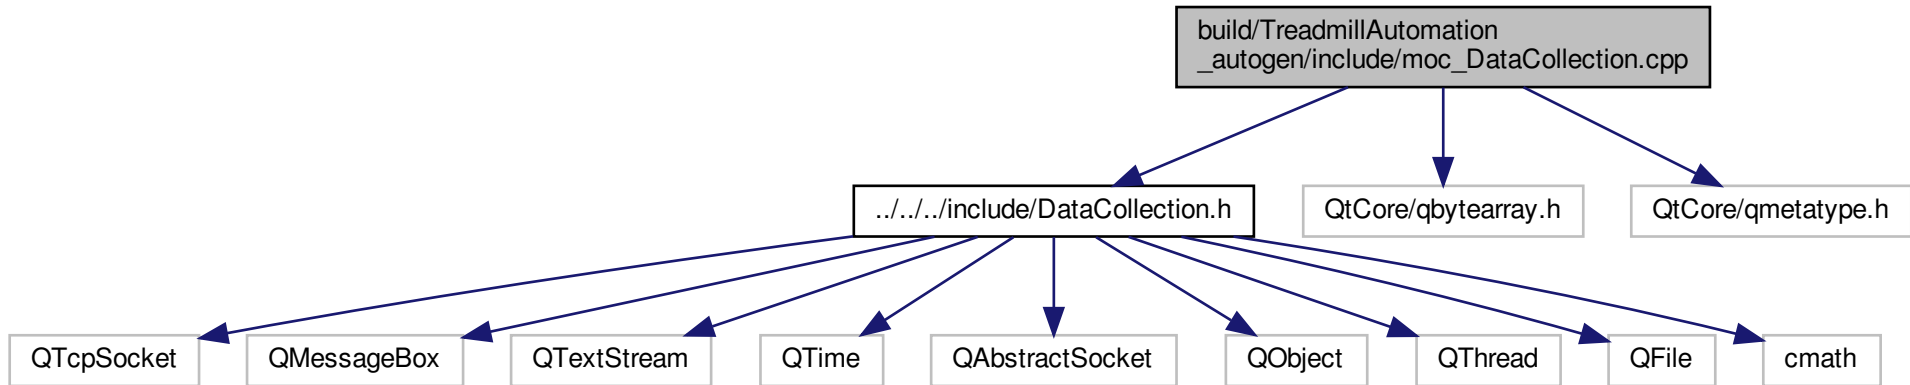 build/TreadmillAutomation
_autogen/include/moc_DataCollection.cpp
../../../include/DataCollection.h
QtCore/qbytearray.h
QtCore/qmetatype.h
QTcpSocket
QMessageBox
QTextStream
QTime
QAbstractSocket
QObject
QThread
QFile
cmath